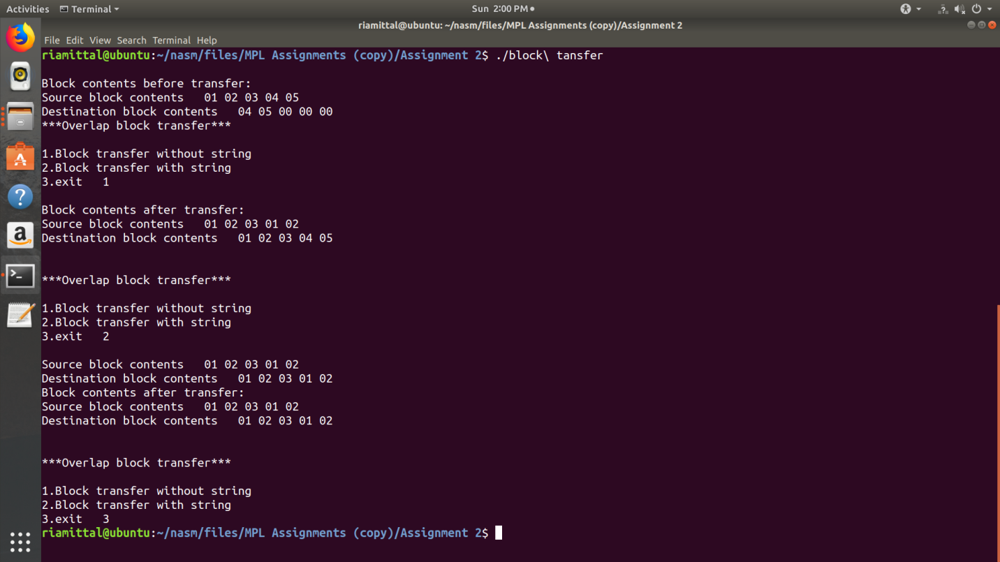 Activities Terminal Sun 2:00 PM
riamittal@ubuntu: ~/nasm/files/MPL Assignments (copy)/Assignment 2
File Edit View Search Terminal Help
riamittal@ubuntu:~/nasm/files/MPL Assignments (copy)/Assignment 2$ ./block\ tansfer
Block contents before transfer:
Source block contents   01 02 03 04 05
Destination block contents   04 05 00 00 00
***Overlap block transfer***
1.Block transfer without string
2.Block transfer with string
3.exit   1
Block contents after transfer:
Source block contents   01 02 03 01 02
Destination block contents   01 02 03 04 05
***Overlap block transfer***
1.Block transfer without string
2.Block transfer with string
3.exit   2
Source block contents   01 02 03 01 02
Destination block contents   01 02 03 01 02
Block contents after transfer:
Source block contents   01 02 03 01 02
Destination block contents   01 02 03 01 02
***Overlap block transfer***
1.Block transfer without string
2.Block transfer with string
3.exit   3
riamittal@ubuntu:~/nasm/files/MPL Assignments (copy)/Assignment 2$